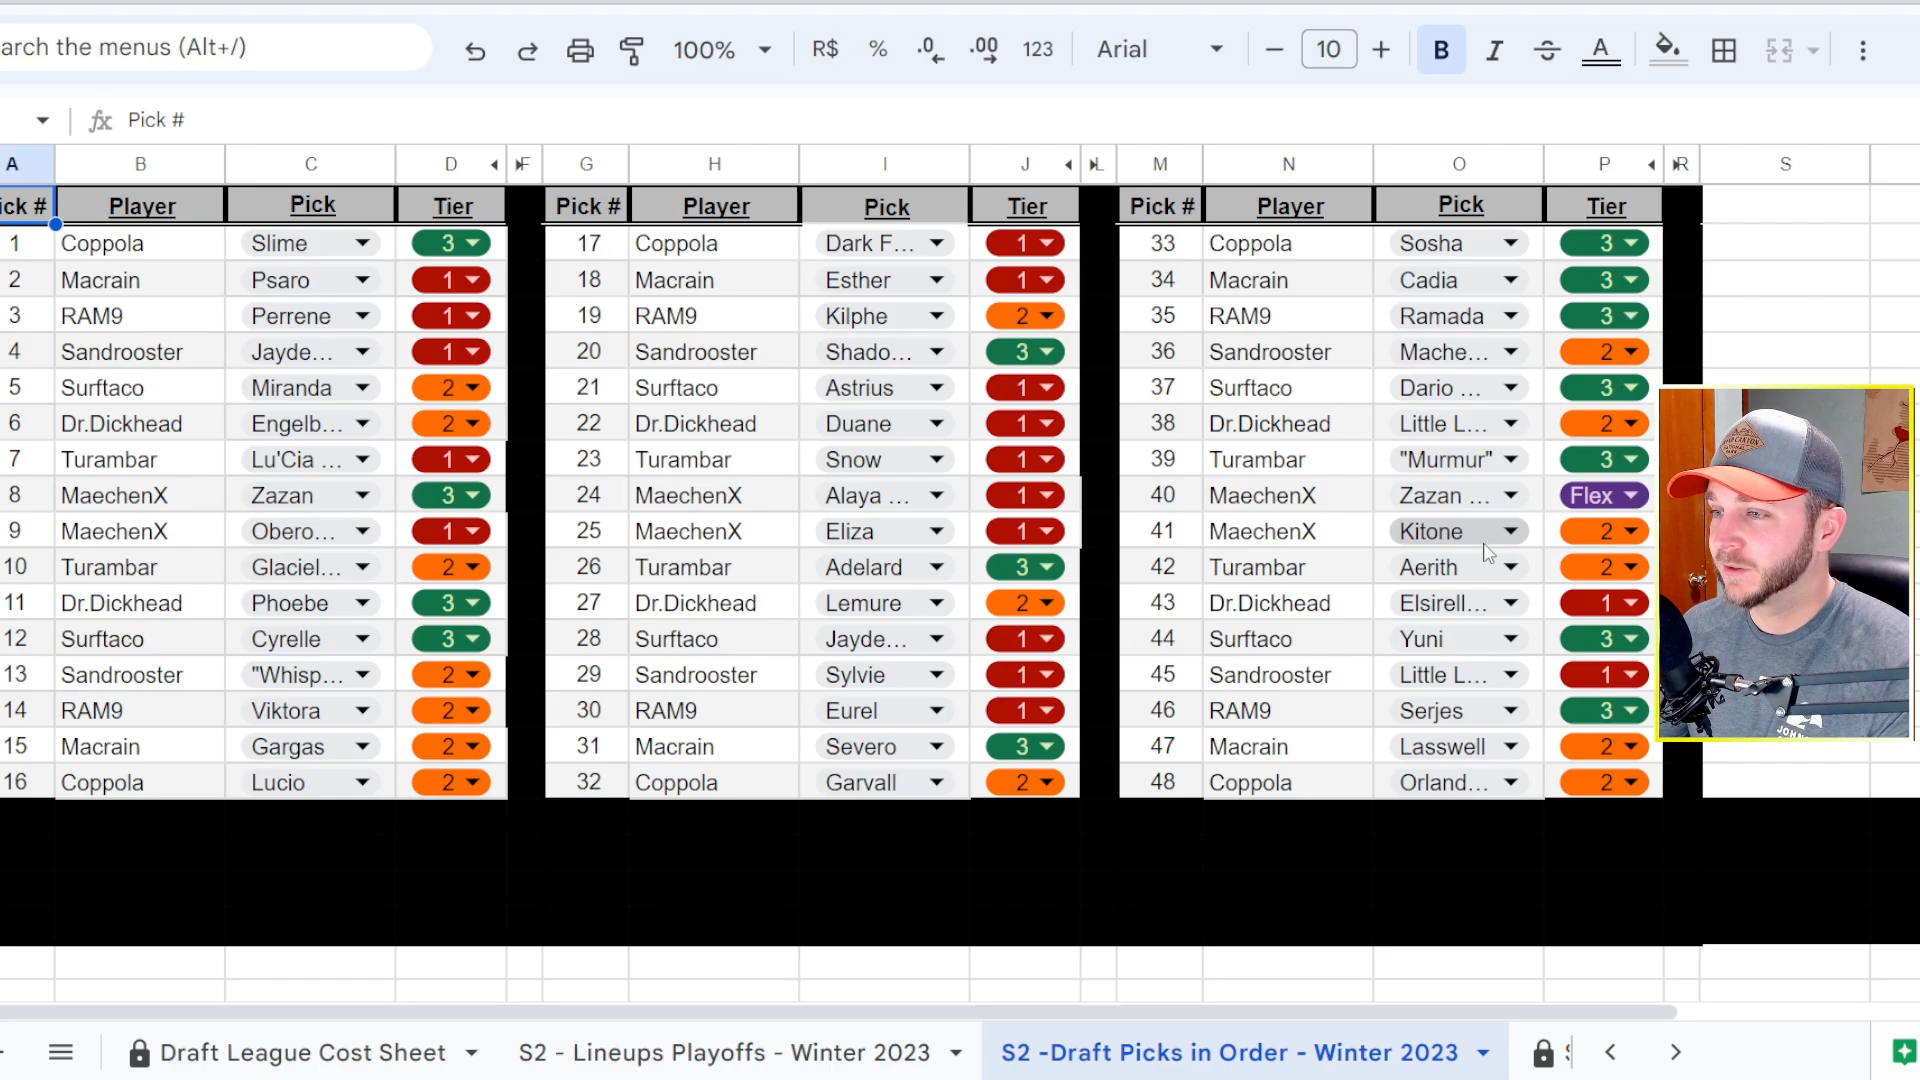 arch the menus (Alt+/)
100%
R$
%
.0
.00
123
Arial
10
B
I
A
fx Pick #
A B C D F G H I J L M N O P R S
ick # Player Pick Tier Pick # Player Pick Tier Pick # Player Pick Tier
1 Coppola Slime 3 17 Coppola Dark F... 1 33 Coppola Sosha 3
2 Macrain Psaro 1 18 Macrain Esther 1 34 Macrain Cadia 3
3 RAM9 Perrene 1 19 RAM9 Kilphe 2 35 RAM9 Ramada 3
4 Sandrooster Jayde... 1 20 Sandrooster Shado... 3 36 Sandrooster Mache... 2
5 Surftaco Miranda 2 21 Surftaco Astrius 1 37 Surftaco Dario ... 3
6 Dr.Dickhead Engelb... 2 22 Dr.Dickhead Duane 1 38 Dr.Dickhead Little L... 2
7 Turambar Lu'Cia ... 1 23 Turambar Snow 1 39 Turambar "Murmur" 3
8 MaechenX Zazan 3 24 MaechenX Alaya ... 1 40 MaechenX Zazan ... Flex
9 MaechenX Obero... 1 25 MaechenX Eliza 1 41 MaechenX Kitone 2
10 Turambar Glaciel... 2 26 Turambar Adelard 3 42 Turambar Aerith 2
11 Dr.Dickhead Phoebe 3 27 Dr.Dickhead Lemure 2 43 Dr.Dickhead Elsirell... 1
12 Surftaco Cyrelle 3 28 Surftaco Jayde... 1 44 Surftaco Yuni 3
13 Sandrooster "Whisp... 2 29 Sandrooster Sylvie 1 45 Sandrooster Little L... 1
14 RAM9 Viktora 2 30 RAM9 Eurel 1 46 RAM9 Serjes 3
15 Macrain Gargas 2 31 Macrain Severo 3 47 Macrain Lasswell 2
16 Coppola Lucio 2 32 Coppola Garvall 2 48 Coppola Orland... 2
Draft League Cost Sheet
S2 - Lineups Playoffs - Winter 2023
S2 -Draft Picks in Order - Winter 2023